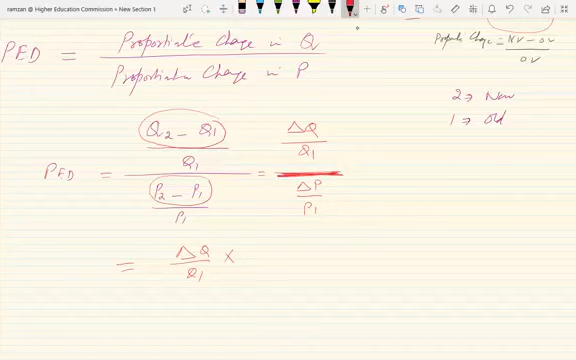 ramzan @ Higher Education Commission » New Section 1
PED = Proportionate Change in Q / Proportionate Change in P
Change = NV - OV / OV
2 => New
1 => Old
PED = (Q2 - Q1 / Q1) / (P2 - P1 / P1) = (ΔQ / Q1) / (ΔP / P1)
= ΔQ / Q1 ×